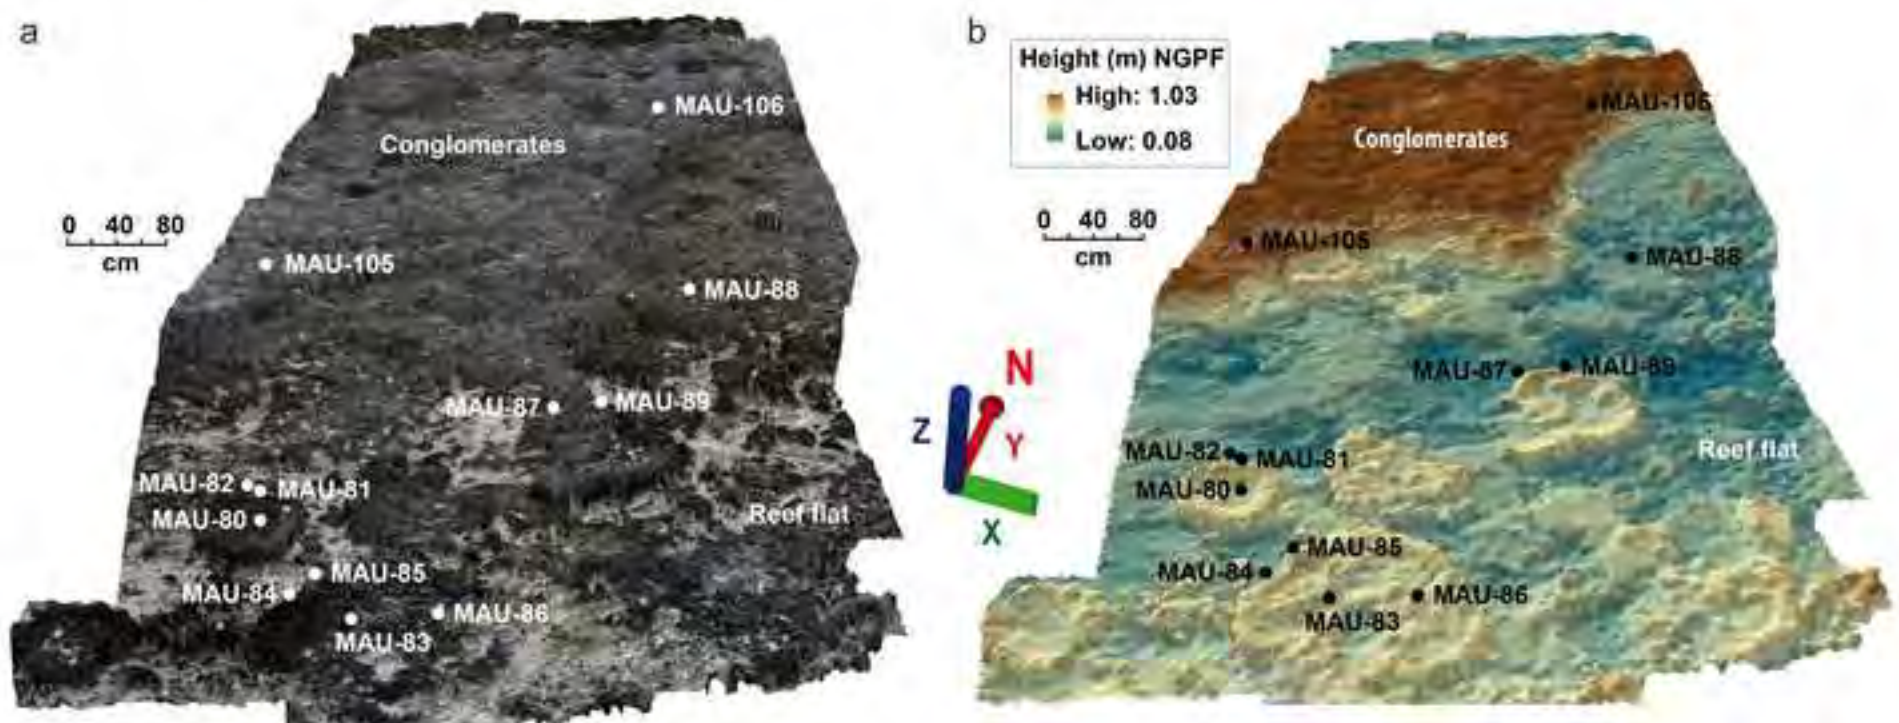 a
MAU-106
Conglomerates
0 40 80
cm
MAU-105
MAU-88
MAU-87
MAU-89
MAU-82
MAU-81
MAU-80
Reef flat
MAU-85
MAU-84
MAU-86
MAU-83
b
Height (m) NGPF
High: 1.03
Low: 0.08
MAU-106
Conglomerates
0 40 80
cm
MAU-105
MAU-88
N
Z
Y
X
MAU-87
MAU-89
MAU-82
MAU-81
Reef flat
MAU-80
MAU-85
MAU-84
MAU-86
MAU-83